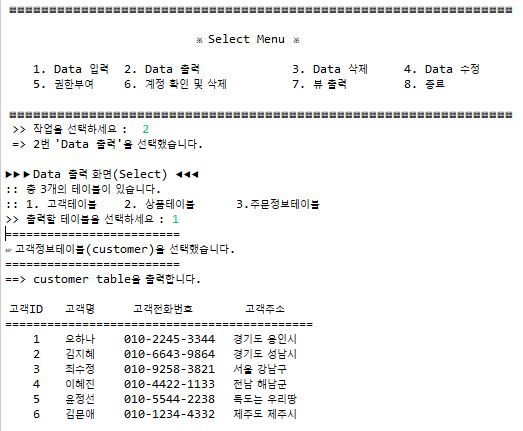 ※ Select Menu ※
1. Data 입력 2. Data 출력 3. Data 삭제 4. Data 수정
5. 권한부여 6. 계정 확인 및 삭제 7. 뷰 출력 8. 종료
>> 작업을 선택하세요 : 2
=> 2번 'Data 출력'을 선택했습니다.
▶▶▶Data 출력 화면(Select) ◀◀◀
:: 총 3개의 테이블이 있습니다.
:: 1. 고객테이블 2. 상품테이블 3.주문정보테이블
>> 출력할 테이블을 선택하세요 : 1
=========================
☞고객정보테이블(customer)을 선택했습니다.
=========================
==> customer table을 출력합니다.
고객ID 고객명 고객전화번호 고객주소
============================================
1 오하나 010-2245-3344 경기도 용인시
2 김지혜 010-6643-9864 경기도 성남시
3 최수정 010-9258-3821 서울 강남구
4 이혜진 010-4422-1133 전남 해남군
5 윤정선 010-5544-2238 독도는 우리땅
6 김문애 010-1234-4332 제주도 제주시